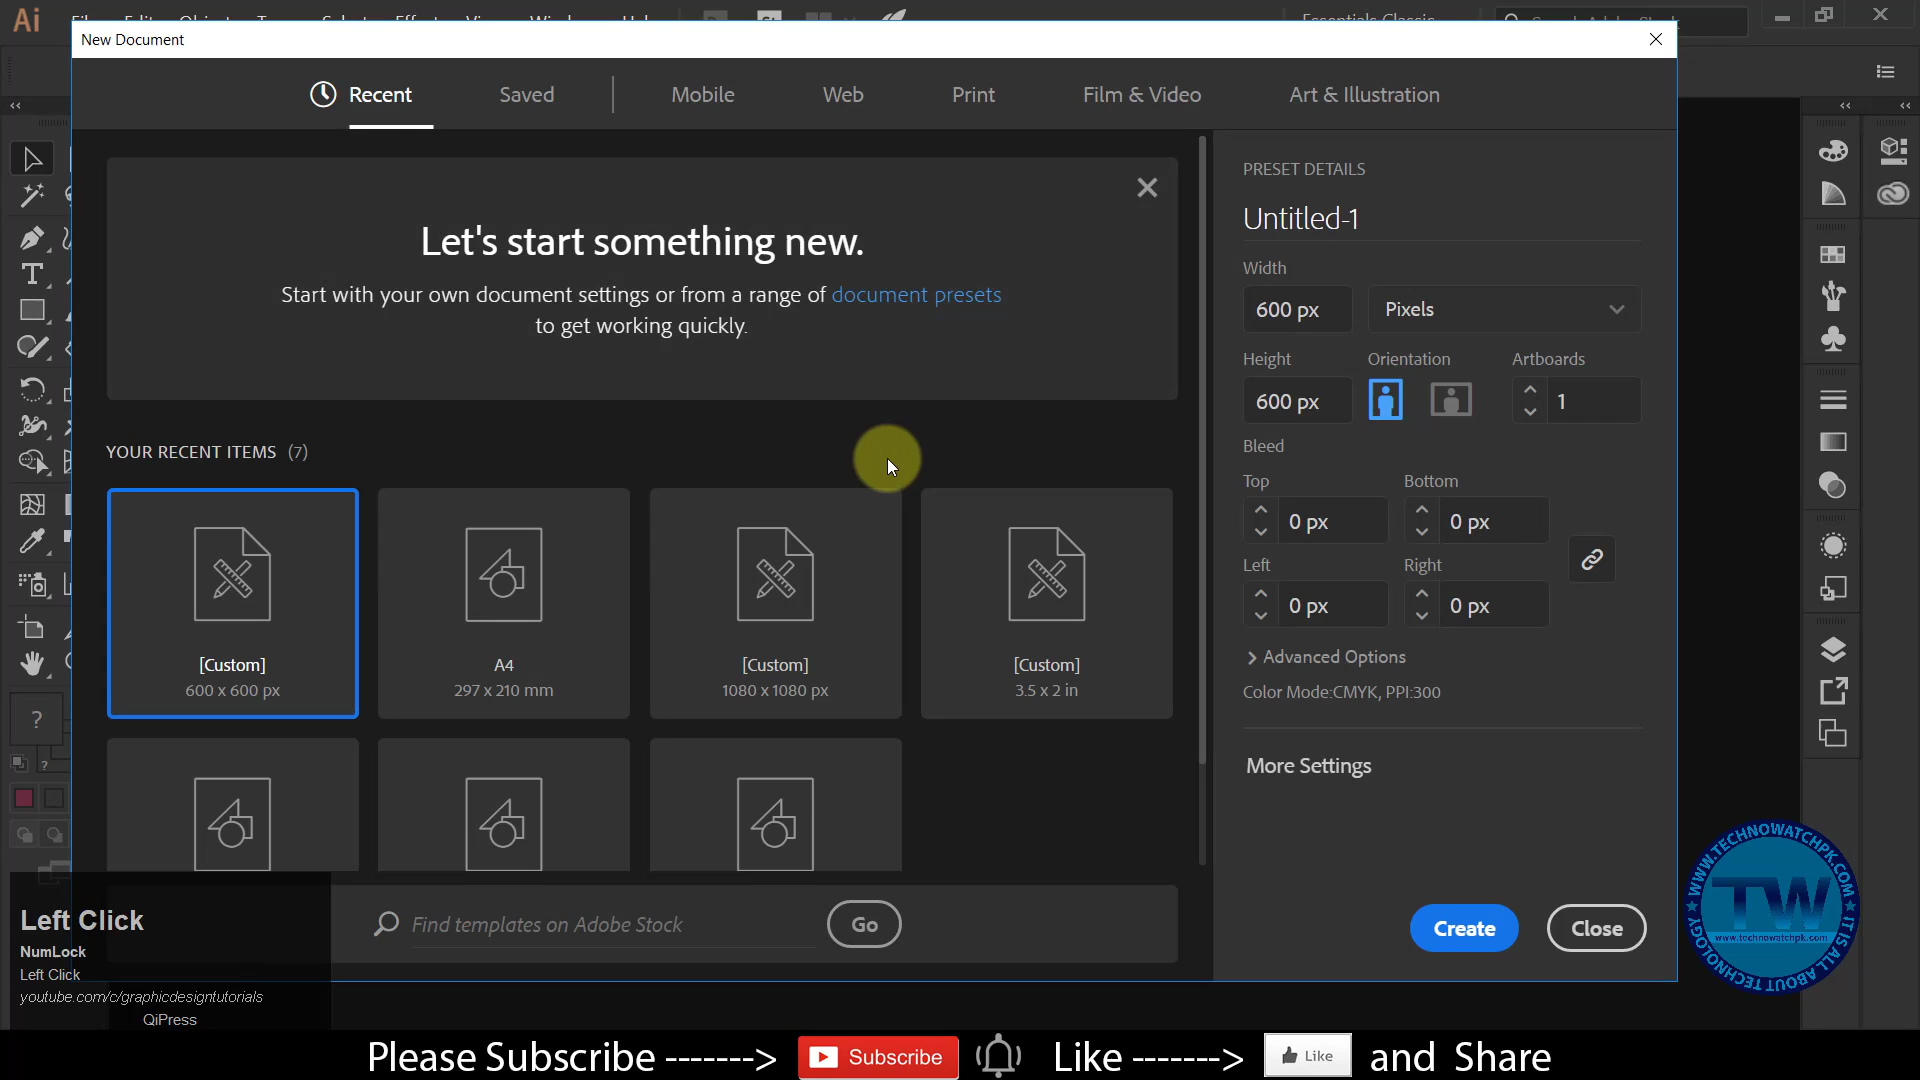 Ai
New Document
Recent
Saved
Mobile
Web
Print
Film & Video
Art & Illustration
Let's start something new.
Start with your own document settings or from a range of document presets
to get working quickly.
YOUR RECENT ITEMS (7)
[Custom]
600 x 600 px
A4
297 x 210 mm
[Custom]
1080 x 1080 px
[Custom]
3.5 x 2 in
Find templates on Adobe Stock
Go
PRESET DETAILS
Untitled-1
Width
600 px
Pixels
Height
Orientation
Artboards
600 px
1
Bleed
Top
Bottom
0 px
0 px
Left
Right
0 px
0 px
Advanced Options
Color Mode:CMYK, PPI:300
More Settings
Create
Close
Left Click
NumLock
Left Click
youtube.com/c/graphicdesigntutorials
QiPress
WWW.TECHNOWATCHPK.COM
TW
www.technowatchpk.com
IT IS ALL ABOUT TECHNOLOGY
Please Subscribe ------->
Subscribe
Like ------->
Like
and Share